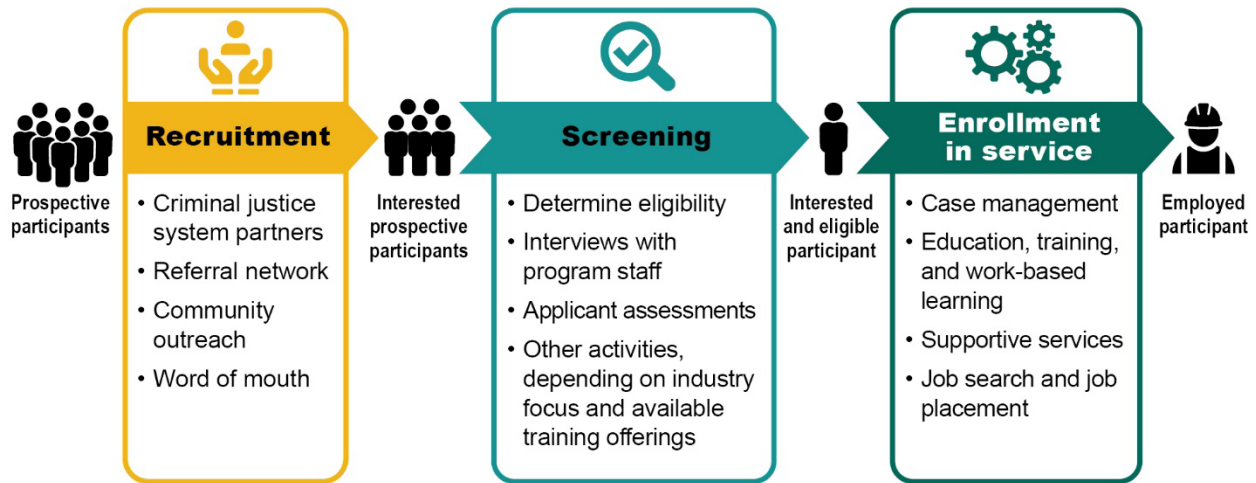 Prospective
participants
Recruitment
• Criminal justice
system partners
• Referral network
• Community
outreach
• Word of mouth
Interested
prospective
participants
Screening
• Determine eligibility
• Interviews with
program staff
• Applicant assessments
• Other activities,
depending on industry
focus and available
training offerings
Interested
and eligible
participant
Enrollment
in service
• Case management
• Education, training,
and work-based
learning
• Supportive services
• Job search and job
placement
Employed
participant